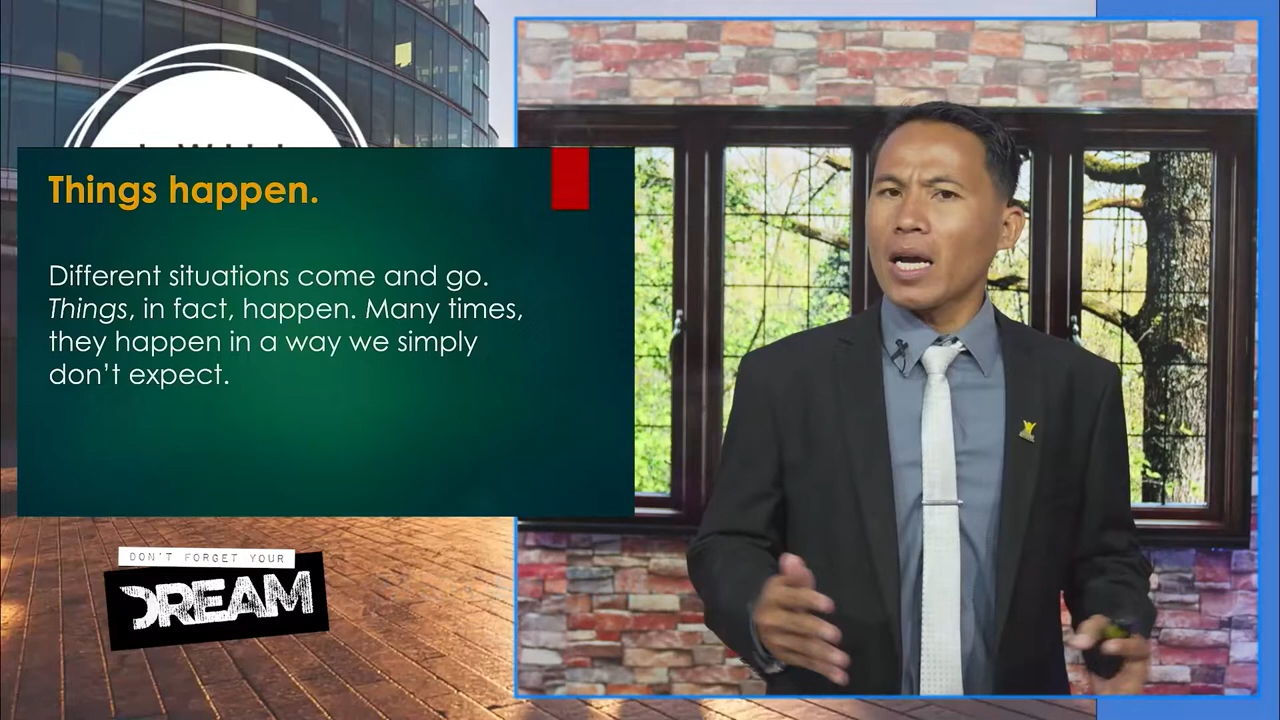 Things happen.
Different situations come and go.
Things, in fact, happen. Many times,
they happen in a way we simply
don't expect.
DON'T FORGET YOUR
DREAM